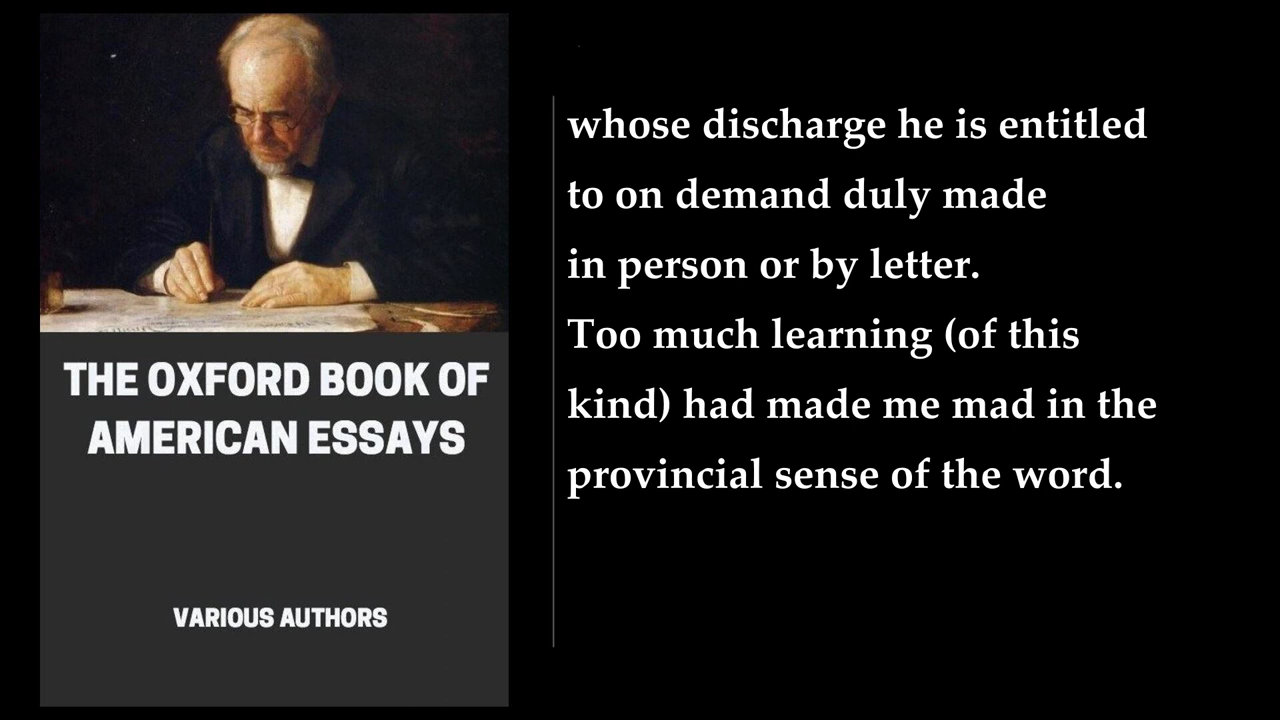 THE OXFORD BOOK OF
AMERICAN ESSAYS
VARIOUS AUTHORS
whose discharge he is entitled
to on demand duly made
in person or by letter.
Too much learning (of this
kind) had made me mad in the
provincial sense of the word.